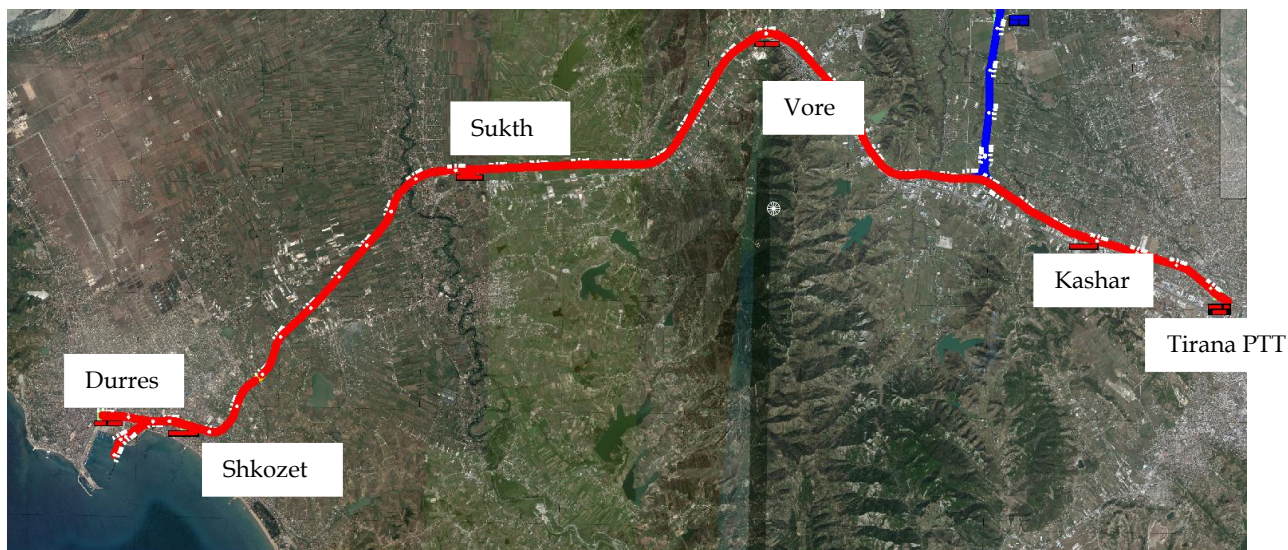 Sukth
Vore
Kashar
Tirana PTT
Durres
Shkozet